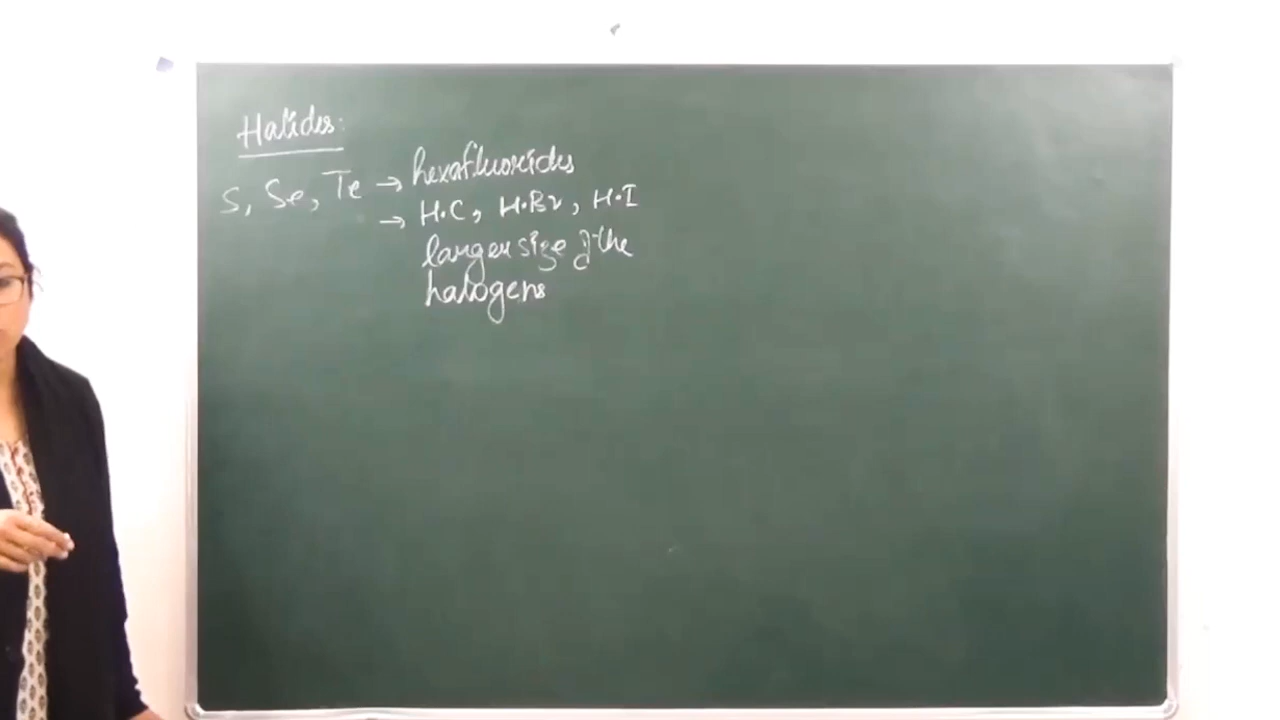 Halides:
S, Se, Te → hexafluorides
→ H.C, H.Br, H.I
larger size of the
halogens